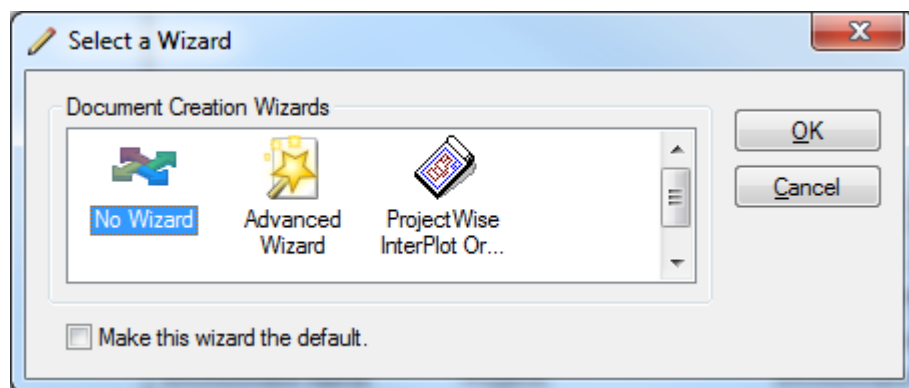 Select a Wizard
Document Creation Wizards
No Wizard
Advanced
Wizard
ProjectWise
InterPlot Or...
OK
Cancel
Make this wizard the default.